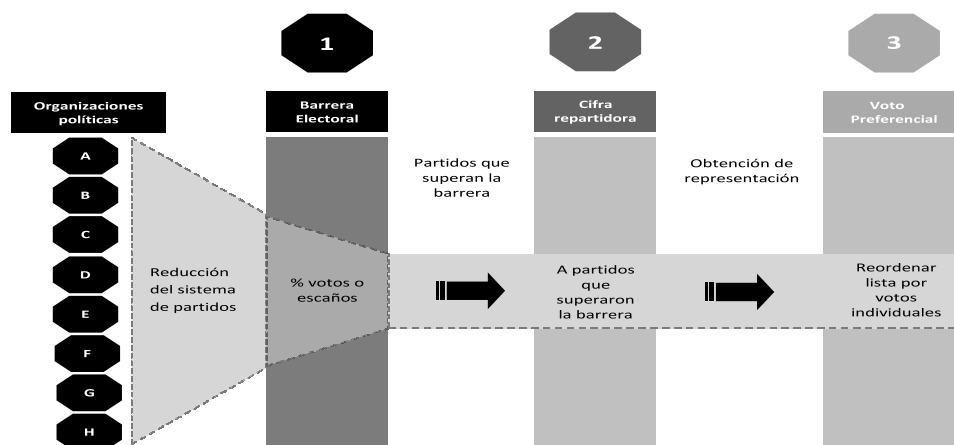 1
2
3
Organizaciones
políticas
Barrera
Electoral
Cifra
repartidora
Voto
Preferencial
A
B
C
D
E
F
G
H
Reducción
del sistema
de partidos
% votos o
escaños
Partidos que
superan la
barrera
A partidos
que
superaron
la barrera
Obtención de
representación
Reordenar
lista por
votos
individuales